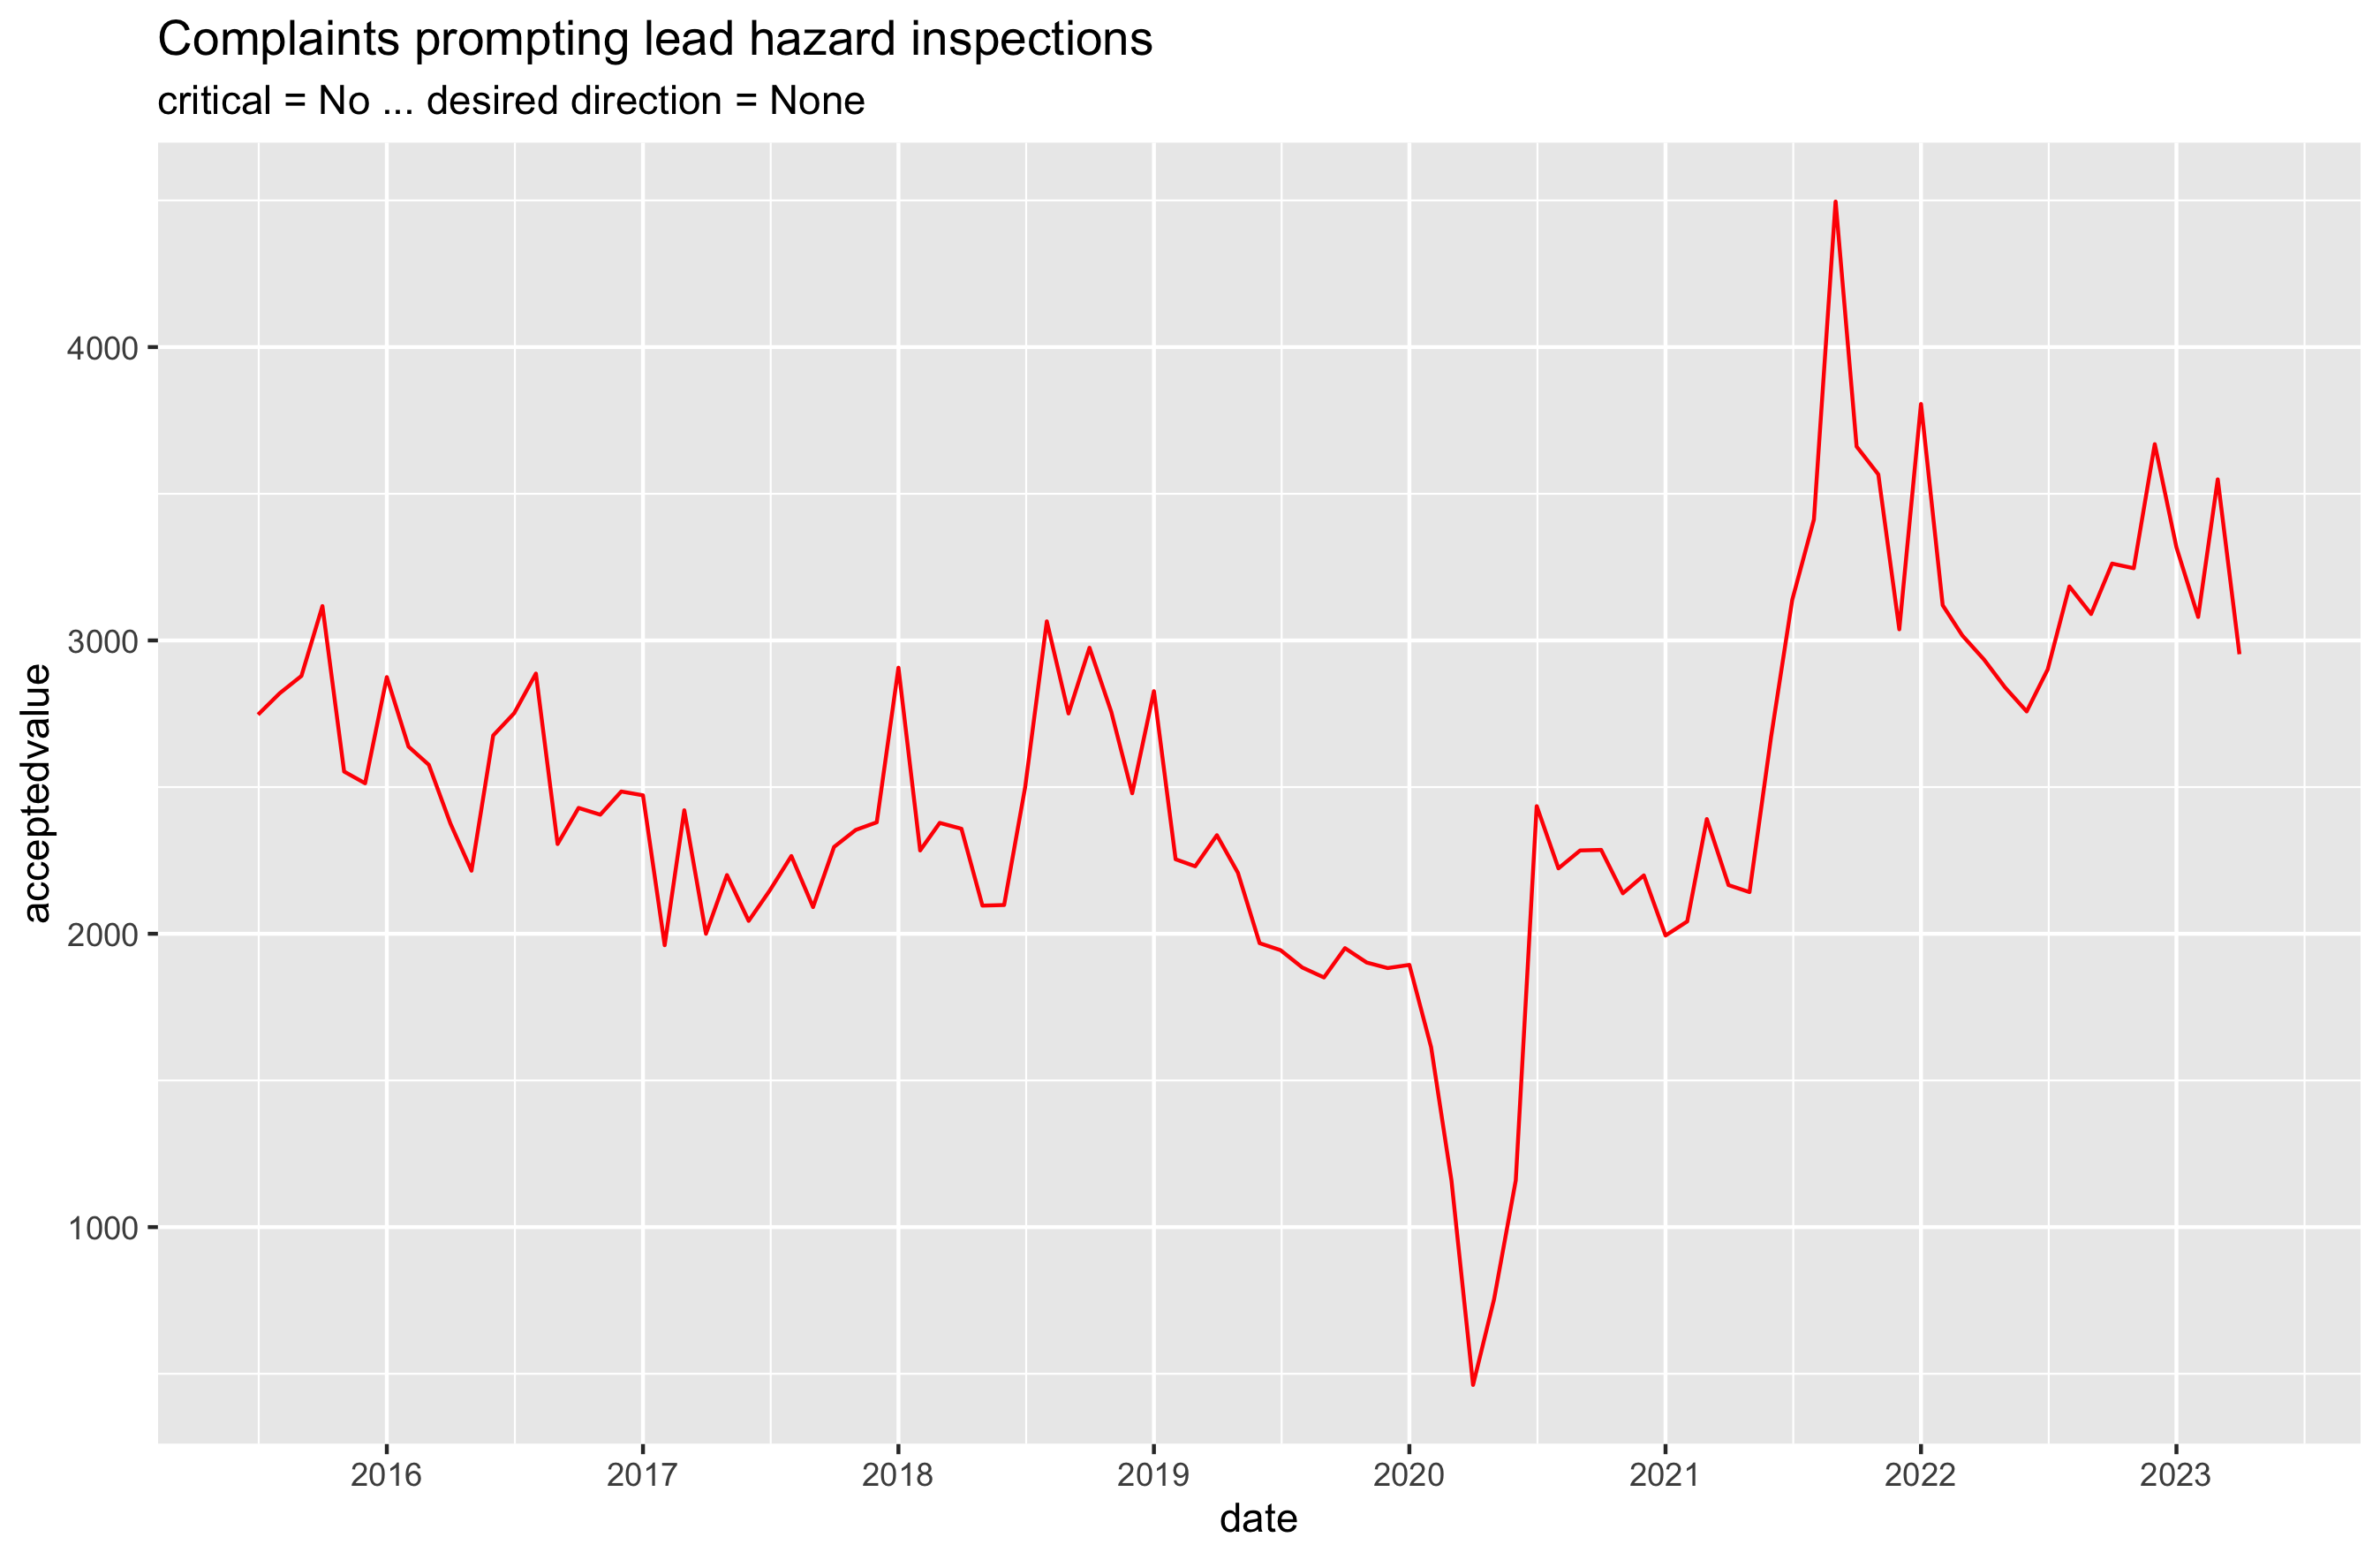 Complaints prompting lead hazard inspections
critical = No ... desired direction = None
acceptedvalue
4000
3000
2000
1000
2016 2017 2018 2019 2020 2021 2022 2023
date